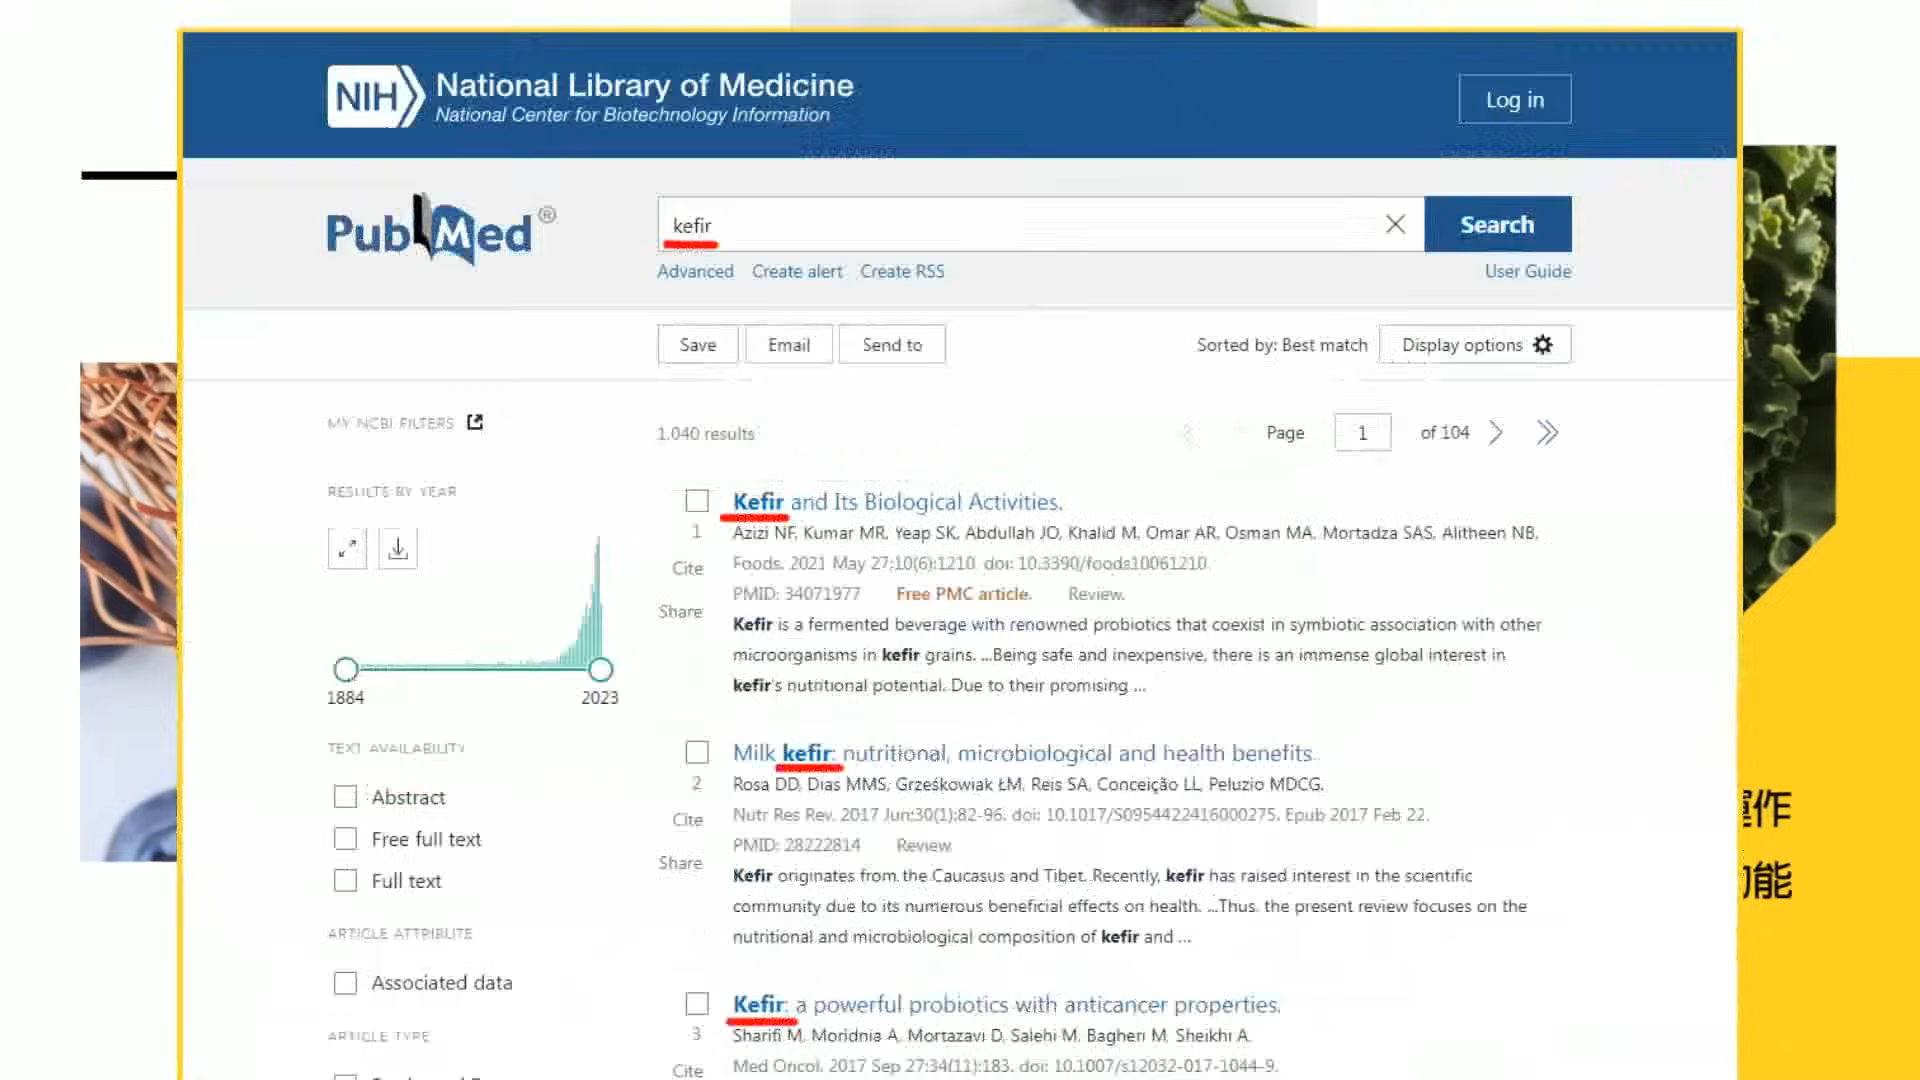 NIH National Library of Medicine
National Center for Biotechnology Information
Log in
PubMed®
kefir
Search
Advanced Create alert Create RSS
User Guide
Save Email Send to
Sorted by: Best match Display options
MY NCBI FILTERS
1,040 results
Page 1 of 104
RESULTS BY YEAR
1884 2023
TEXT AVAILABILITY
Abstract
Free full text
Full text
ARTICLE ATTRIBUTE
Associated data
ARTICLE TYPE
Kefir and Its Biological Activities.
1
Azizi NF, Kumar MR, Yeap SK, Abdullah JO, Khalid M, Omar AR, Osman MA, Mortadza SAS, Alitheen NB.
Cite
Foods. 2021 May 27;10(6):1210. doi: 10.3390/foods10061210.
PMID: 34071977 Free PMC article. Review.
Share
Kefir is a fermented beverage with renowned probiotics that coexist in symbiotic association with other
microorganisms in kefir grains. ...Being safe and inexpensive, there is an immense global interest in
kefir's nutritional potential. Due to their promising ...
Milk kefir: nutritional, microbiological and health benefits.
2
Rosa DD, Dias MMS, Grześkowiak ŁM, Reis SA, Conceição LL, Peluzio MDCG.
Cite
Nutr Res Rev. 2017 Jun;30(1):82-96. doi: 10.1017/S0954422416000275. Epub 2017 Feb 22.
PMID: 28222814 Review.
Share
Kefir originates from the Caucasus and Tibet. Recently, kefir has raised interest in the scientific
community due to its numerous beneficial effects on health. ...Thus, the present review focuses on the
nutritional and microbiological composition of kefir and ...
Kefir: a powerful probiotics with anticancer properties.
3
Sharifi M, Moridnia A, Mortazavi D, Salehi M, Bagheri M, Sheikhi A.
Cite
Med Oncol. 2017 Sep 27;34(11):183. doi: 10.1007/s12032-017-1044-9.
運作
功能